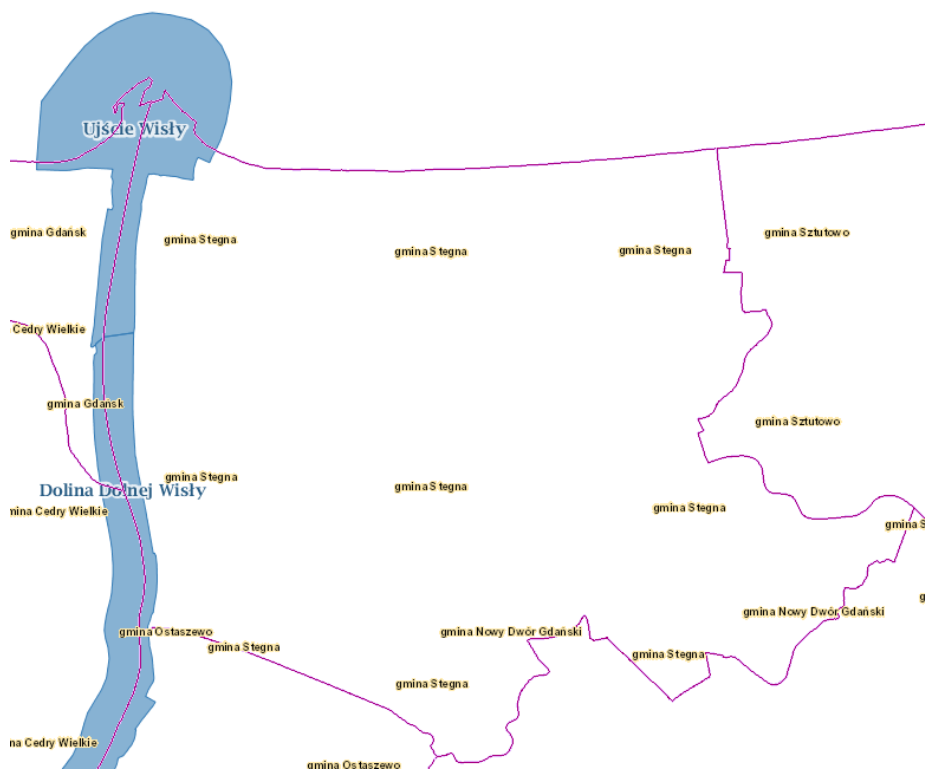 Ujście Wisły
gmina Gdańsk
gmina Stegna
gmina Stegna
gmina Stegna
gmina Sztutowo
Cedry Wielkie
gmina Gdańsk
gmina Sztutowo
gmina Stegna
gmina Stegna
Dolina Dolnej Wisły
mina Cedry Wielkie
gmina Stegna
gmina S
g
gmina Nowy Dwór Gdański
gmina Ostaszewo
gmina Nowy Dwór Gdański
gmina Stegna
gmina Stegna
gmina Stegna
na Cedry Wielkie
gmina Ostaszewo